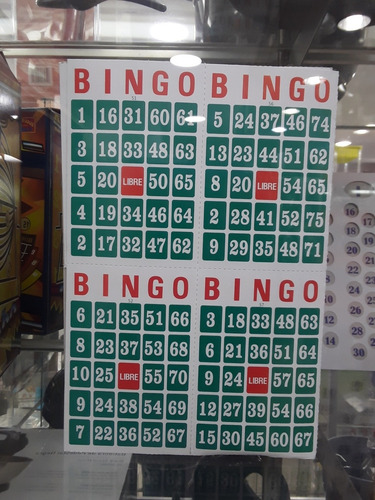 B I N G O
1 16 31 60 61
3 18 33 48 63
5 20 LIBRE 50 65
4 19 34 46 64
2 17 32 47 62
B I N G O
5 24 37 46 74
13 23 44 51 62
8 20 LIBRE 54 65
2 28 41 52 75
9 29 35 48 71
B I N G O
6 21 35 51 66
8 23 37 53 68
10 25 LIBRE 55 70
9 24 38 54 69
7 22 36 52 67
B I N G O
3 18 33 48 63
6 21 36 51 64
9 24 LIBRE 57 65
12 27 39 54 66
15 30 45 60 67
16
30